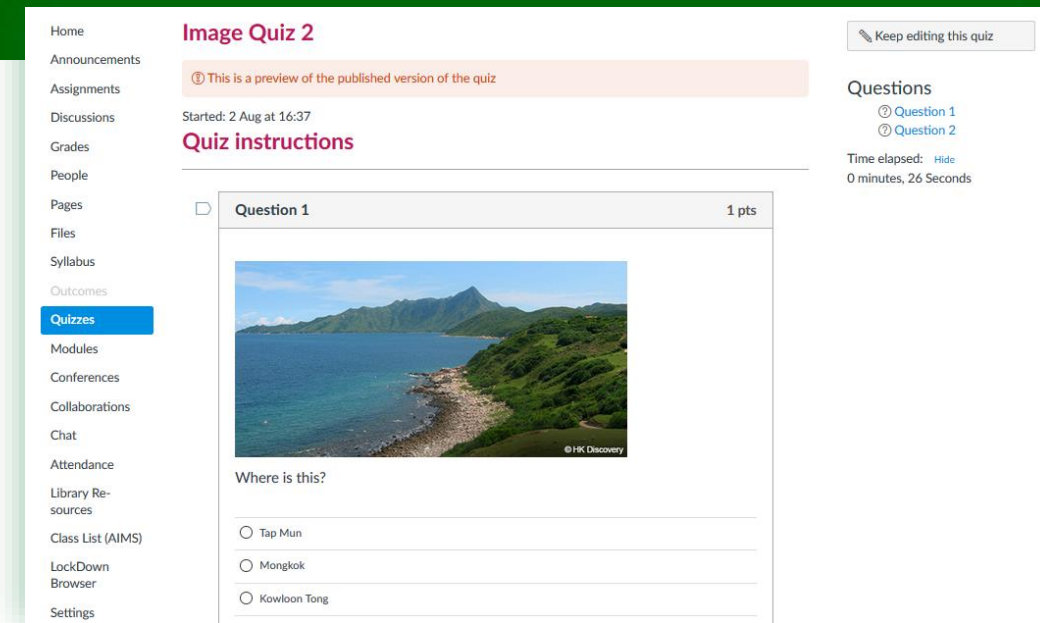 Home
Announcements
Assignments
Discussions
Grades
People
Pages
Files
Syllabus
Outcomes
Quizzes
Modules
Conferences
Collaborations
Chat
Attendance
Library Re-
sources
Class List (AIMS)
LockDown
Browser
Settings
Image Quiz 2
This is a preview of the published version of the quiz
Started: 2 Aug at 16:37
Quiz instructions
Question 1 1 pts
© HK Discovery
Where is this?
Tap Mun
Mongkok
Kowloon Tong
Keep editing this quiz
Questions
Question 1
Question 2
Time elapsed: Hide
0 minutes, 26 Seconds